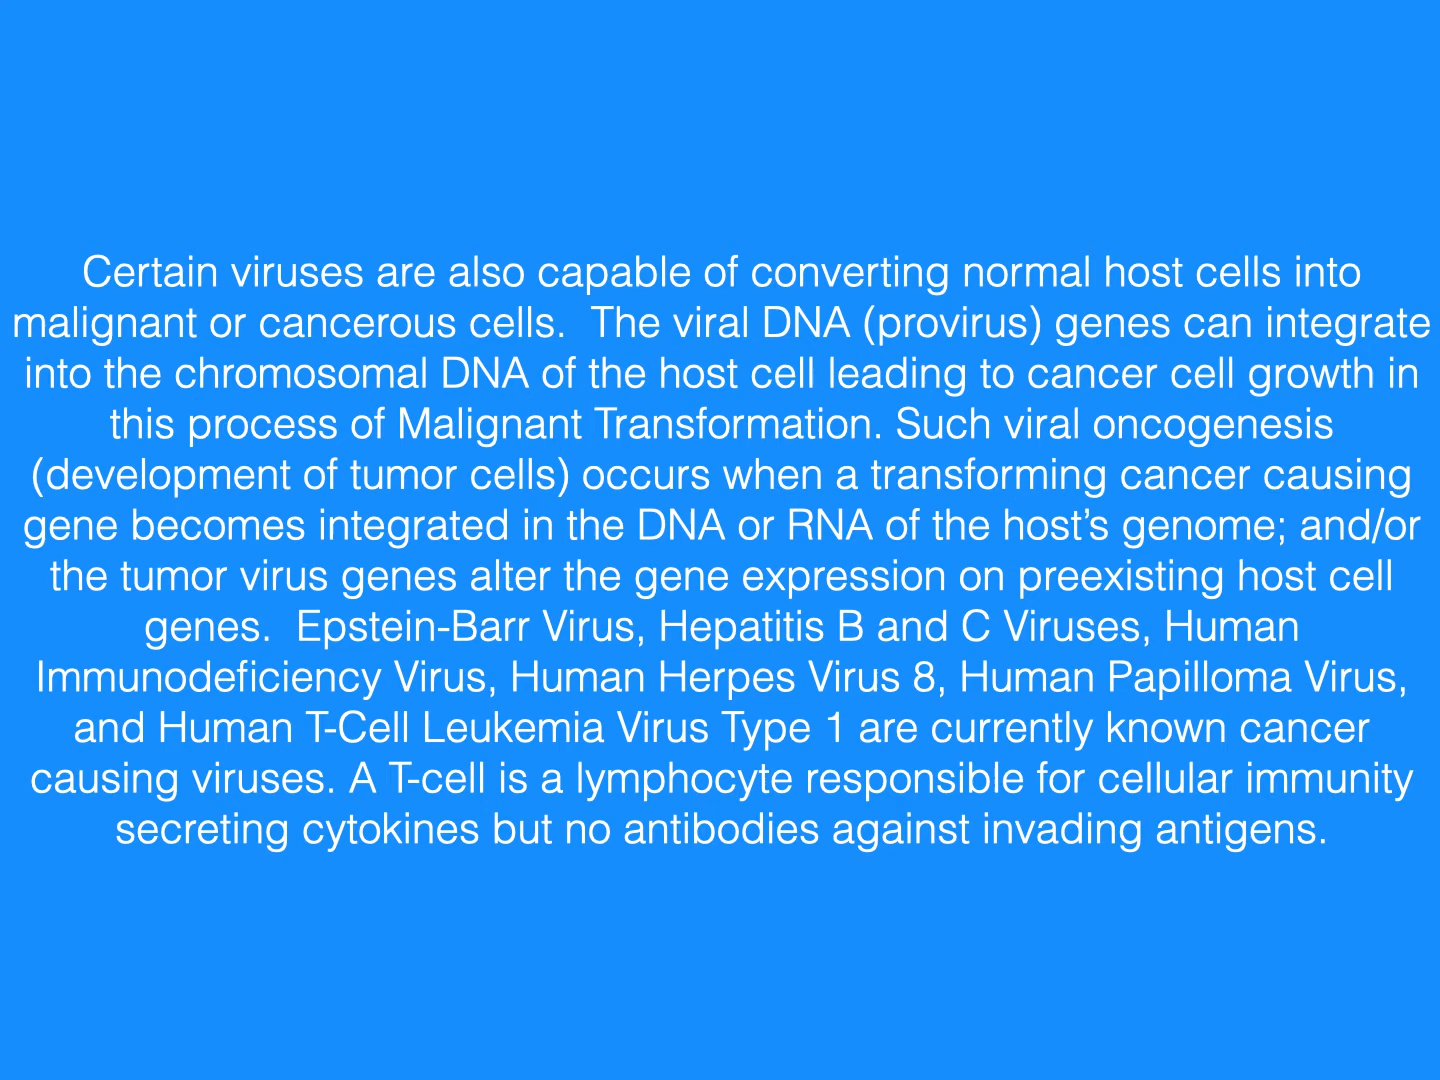 Certain viruses are also capable of converting normal host cells into
malignant or cancerous cells.  The viral DNA (provirus) genes can integrate
into the chromosomal DNA of the host cell leading to cancer cell growth in
this process of Malignant Transformation. Such viral oncogenesis
(development of tumor cells) occurs when a transforming cancer causing
gene becomes integrated in the DNA or RNA of the host’s genome; and/or
the tumor virus genes alter the gene expression on preexisting host cell
genes.  Epstein-Barr Virus, Hepatitis B and C Viruses, Human
Immunodeficiency Virus, Human Herpes Virus 8, Human Papilloma Virus,
and Human T-Cell Leukemia Virus Type 1 are currently known cancer
causing viruses. A T-cell is a lymphocyte responsible for cellular immunity
secreting cytokines but no antibodies against invading antigens.